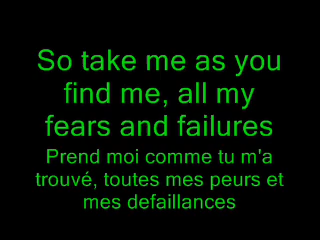 So take me as you
find me, all my
fears and failures
Prend moi comme tu m'a
trouvé, toutes mes peurs et
mes defaillances